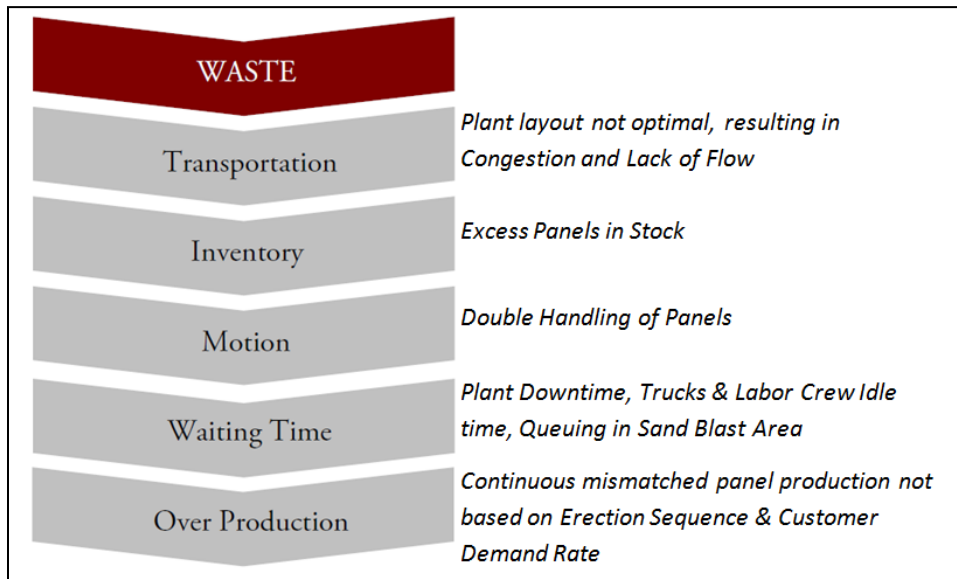 WASTE
Transportation
Plant layout not optimal, resulting in
Congestion and Lack of Flow
Inventory
Excess Panels in Stock
Motion
Double Handling of Panels
Waiting Time
Plant Downtime, Trucks & Labor Crew Idle
time, Queuing in Sand Blast Area
Over Production
Continuous mismatched panel production not
based on Erection Sequence & Customer
Demand Rate